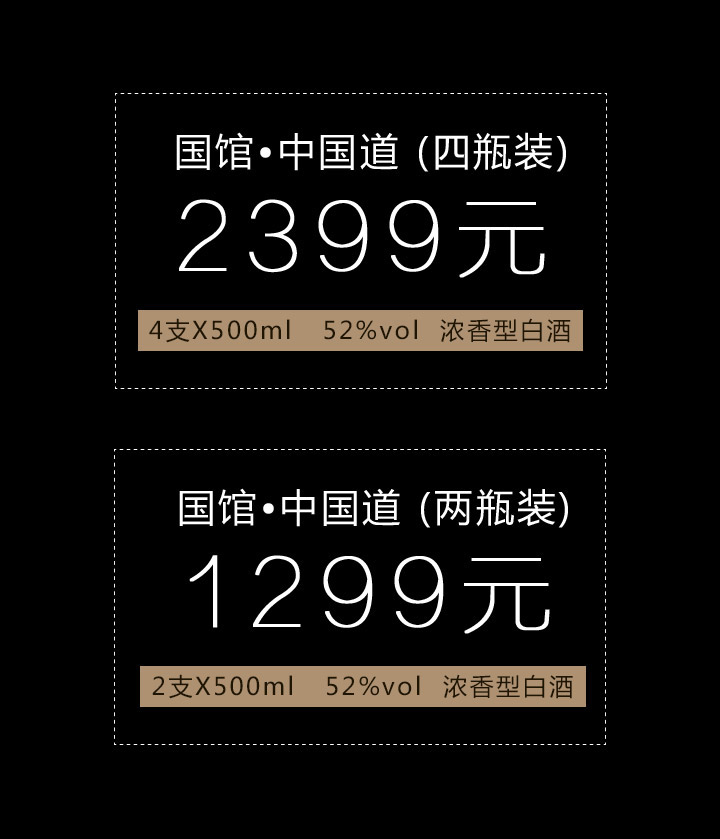 国馆•中国道 (四瓶装)
2399元
4支X500ml 52%vol 浓香型白酒
国馆•中国道 (两瓶装)
1299元
2支X500ml 52%vol 浓香型白酒